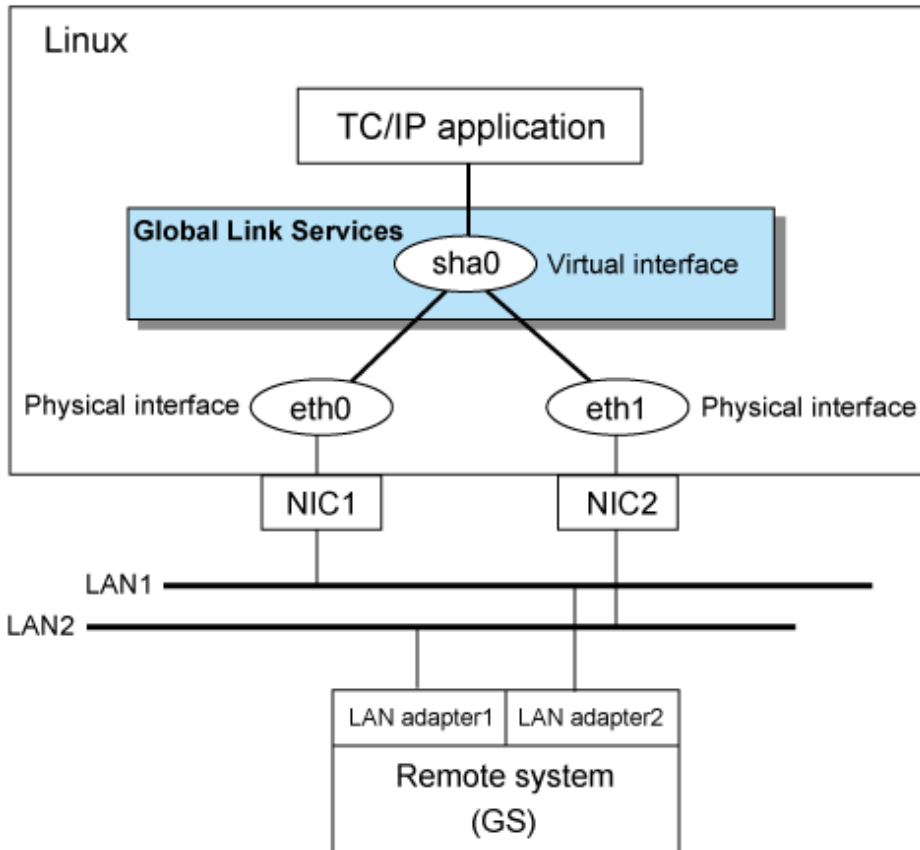 Linux
TC/IP application
Global Link Services
sha0
Virtual interface
Physical interface
eth0
eth1
Physical interface
NIC1
NIC2
LAN1
LAN2
LAN adapter1
LAN adapter2
Remote system
(GS)